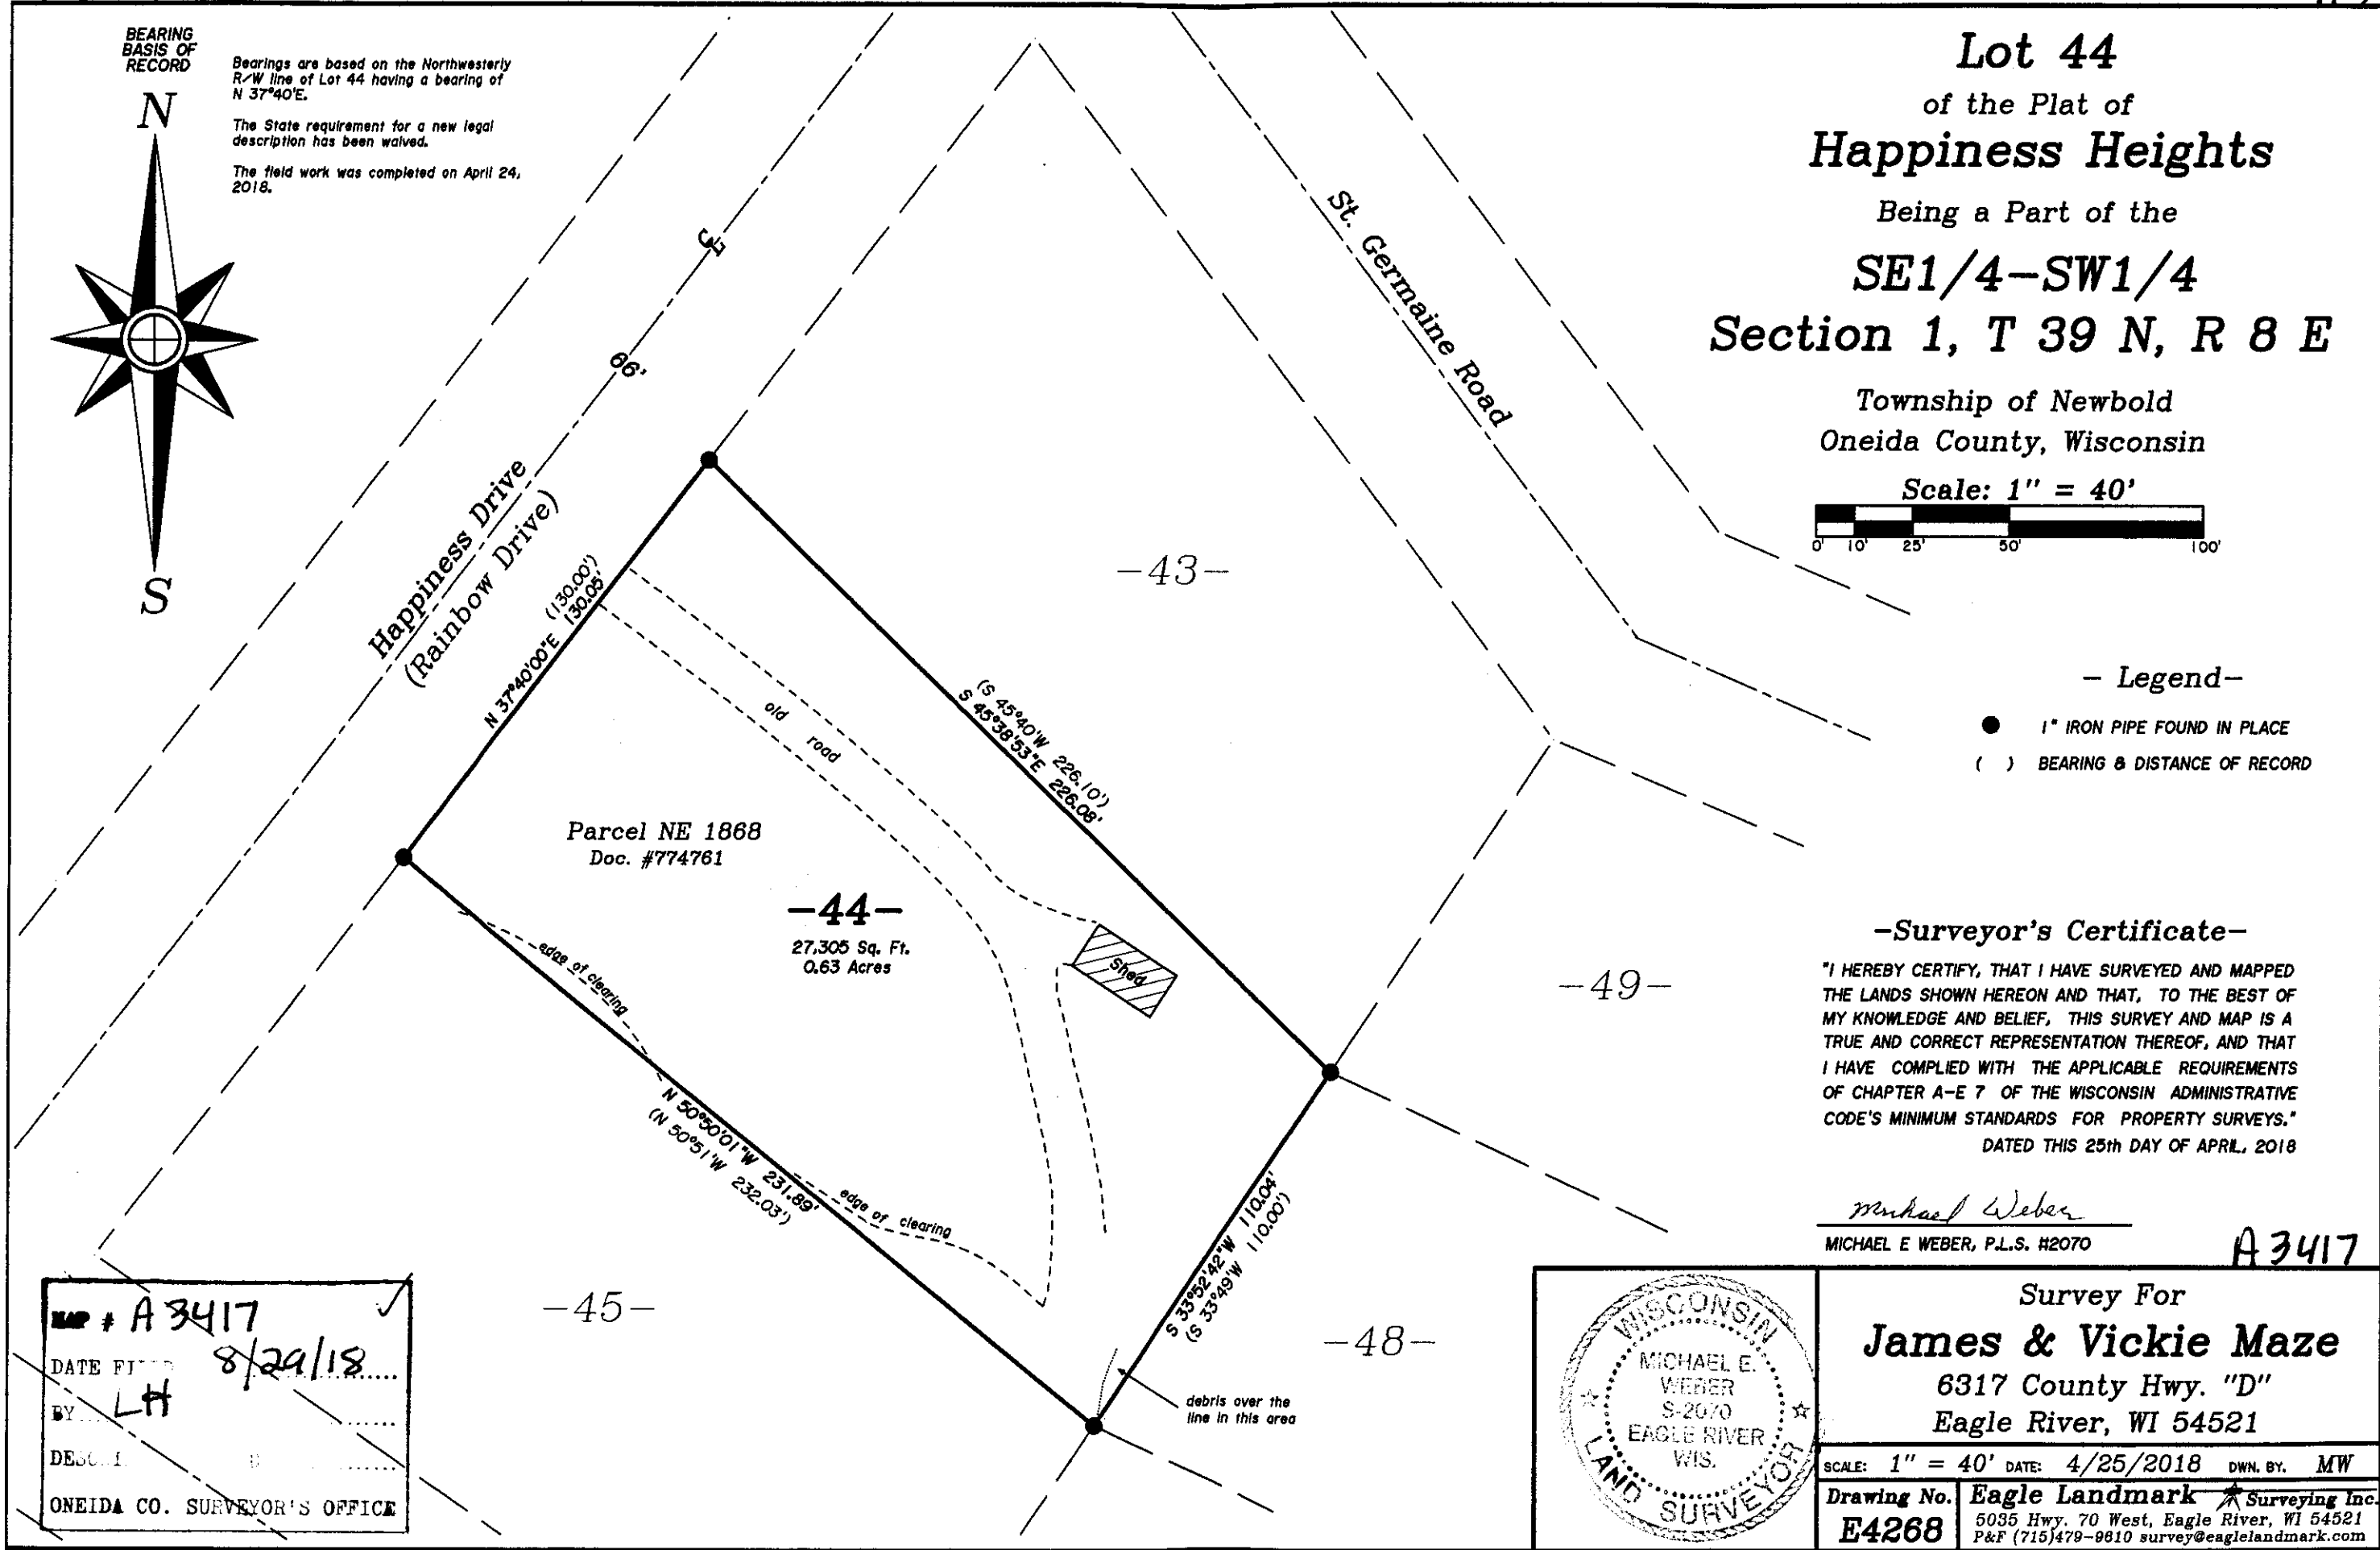 BEARING
BASIS OF
RECORD
N
S
Bearings are based on the Northwesterly
R/W line of Lot 44 having a bearing of
N 37°40'E.
The State requirement for a new legal
description has been waived.
The field work was completed on April 24,
2018.
Lot 44
of the Plat of
Happiness Heights
Being a Part of the
SE1/4-SW1/4
Section 1, T 39 N, R 8 E
Township of Newbold
Oneida County, Wisconsin
Scale: 1" = 40'
0' 10' 25' 50' 100'
- Legend-
1" IRON PIPE FOUND IN PLACE
( ) BEARING & DISTANCE OF RECORD
66'
St. Germaine Road
Happiness Drive
(Rainbow Drive)
(130.00')
N 37°40'00"E 130.05'
-43-
(S 45°40'W 226.10')
S 45°38'53"E 226.08'
old
road
Parcel NE 1868
Doc. #774761
-44-
27,305 Sq. Ft.
0.63 Acres
Shed
edge of clearing
-49-
N 50°50'01"W 231.89'
(N 50°51'W 232.03')
edge of clearing
S 33°52'42"W 110.04'
(S 33°49'W 110.00')
-45-
-48-
debris over the
line in this area
-Surveyor's Certificate-
"I HEREBY CERTIFY, THAT I HAVE SURVEYED AND MAPPED
THE LANDS SHOWN HEREON AND THAT, TO THE BEST OF
MY KNOWLEDGE AND BELIEF, THIS SURVEY AND MAP IS A
TRUE AND CORRECT REPRESENTATION THEREOF, AND THAT
I HAVE COMPLIED WITH THE APPLICABLE REQUIREMENTS
OF CHAPTER A-E 7 OF THE WISCONSIN ADMINISTRATIVE
CODE'S MINIMUM STANDARDS FOR PROPERTY SURVEYS."
DATED THIS 25th DAY OF APRIL, 2018
Michael Weber
MICHAEL E WEBER, P.L.S. #2070
A3417
MAP # A3417
DATE 8/29/18
BY LH
ONEIDA CO. SURVEYOR'S OFFICE
WISCONSIN
MICHAEL E.
WEBER
S-2070
EAGLE RIVER
WIS.
LAND SURVEYOR
Survey For
James & Vickie Maze
6317 County Hwy. "D"
Eagle River, WI 54521
SCALE: 1" = 40' DATE: 4/25/2018 DWN. BY. MW
Drawing No.
E4268
Eagle Landmark Surveying Inc.
5035 Hwy. 70 West, Eagle River, WI 54521
P&F (715)479-9610 survey@eaglelandmark.com